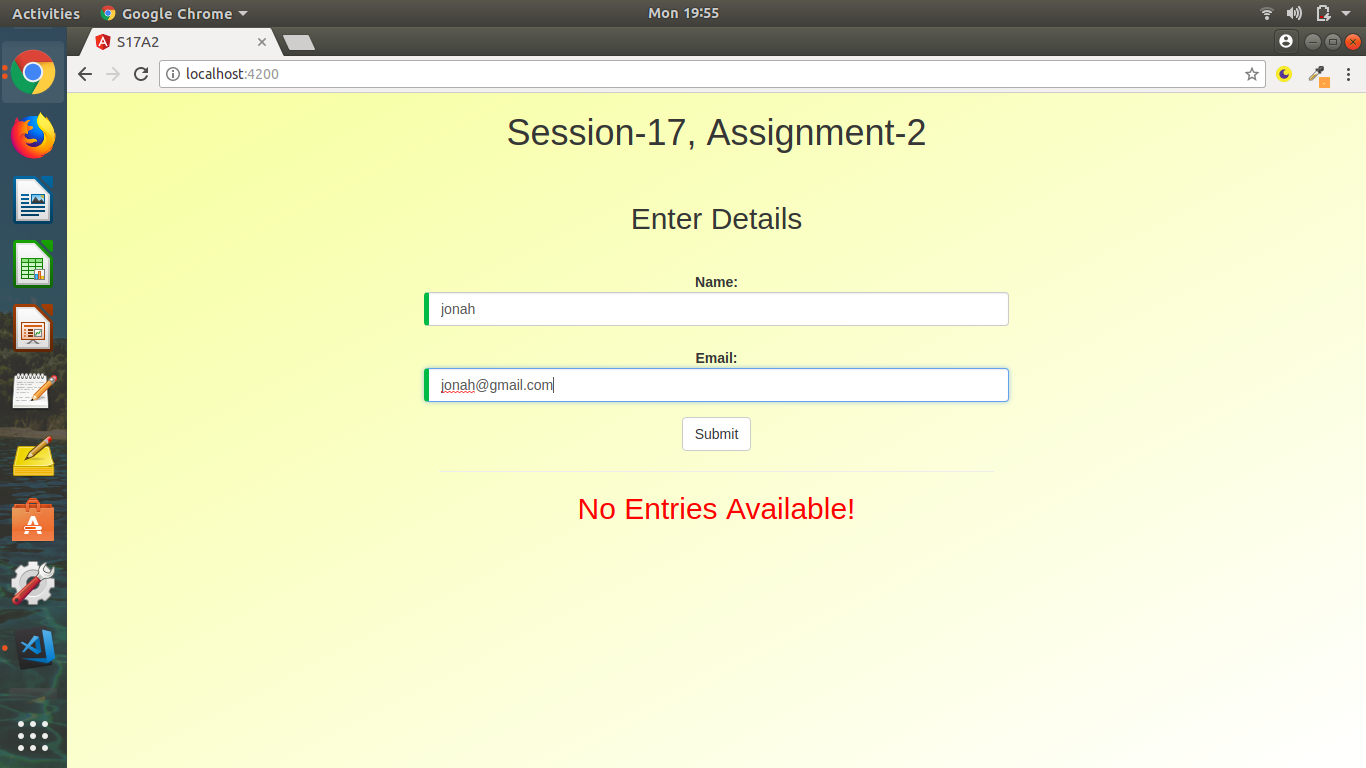 Activities Google Chrome Mon 19:55
S17A2
localhost:4200
Session-17, Assignment-2
Enter Details
Name:
jonah
Email:
jonah@gmail.com
Submit
No Entries Available!